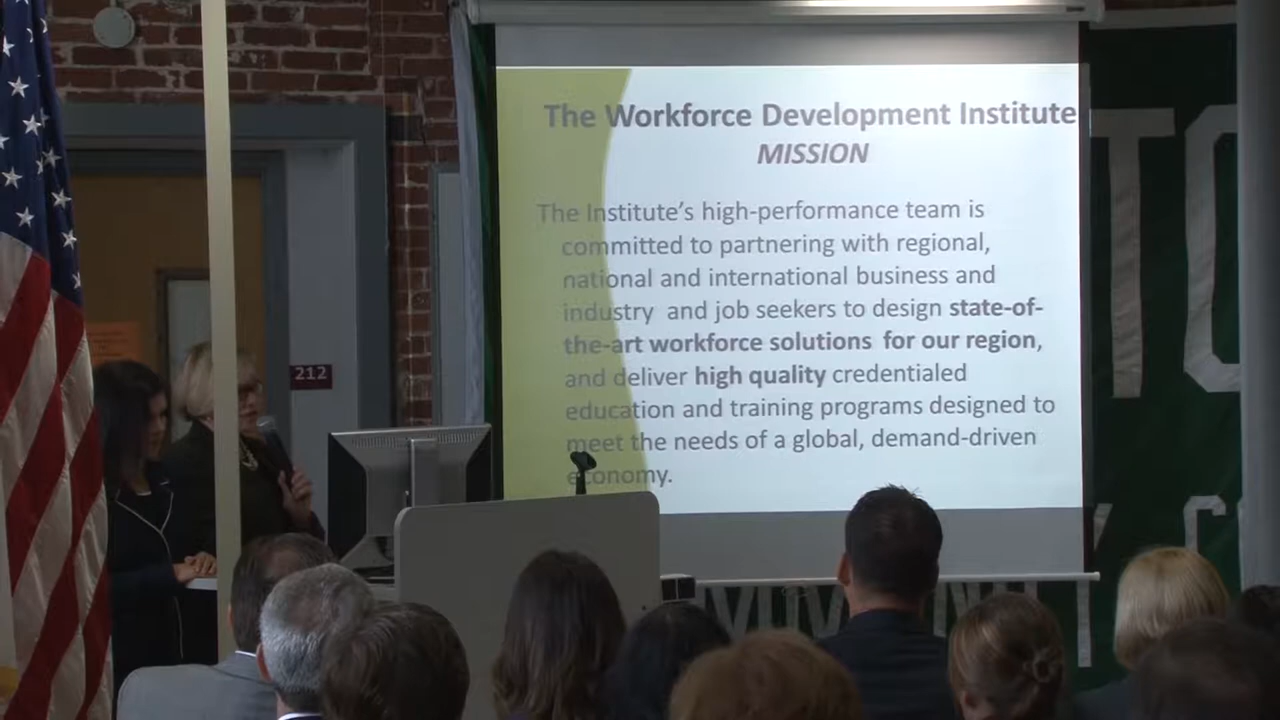 The Workforce Development Institute
MISSION
The Institute's high-performance team is
committed to partnering with regional,
national and international business and
industry and job seekers to design state-of-
the-art workforce solutions for our region,
and deliver high quality credentialed
education and training programs designed to
meet the needs of a global, demand-driven
economy.
212